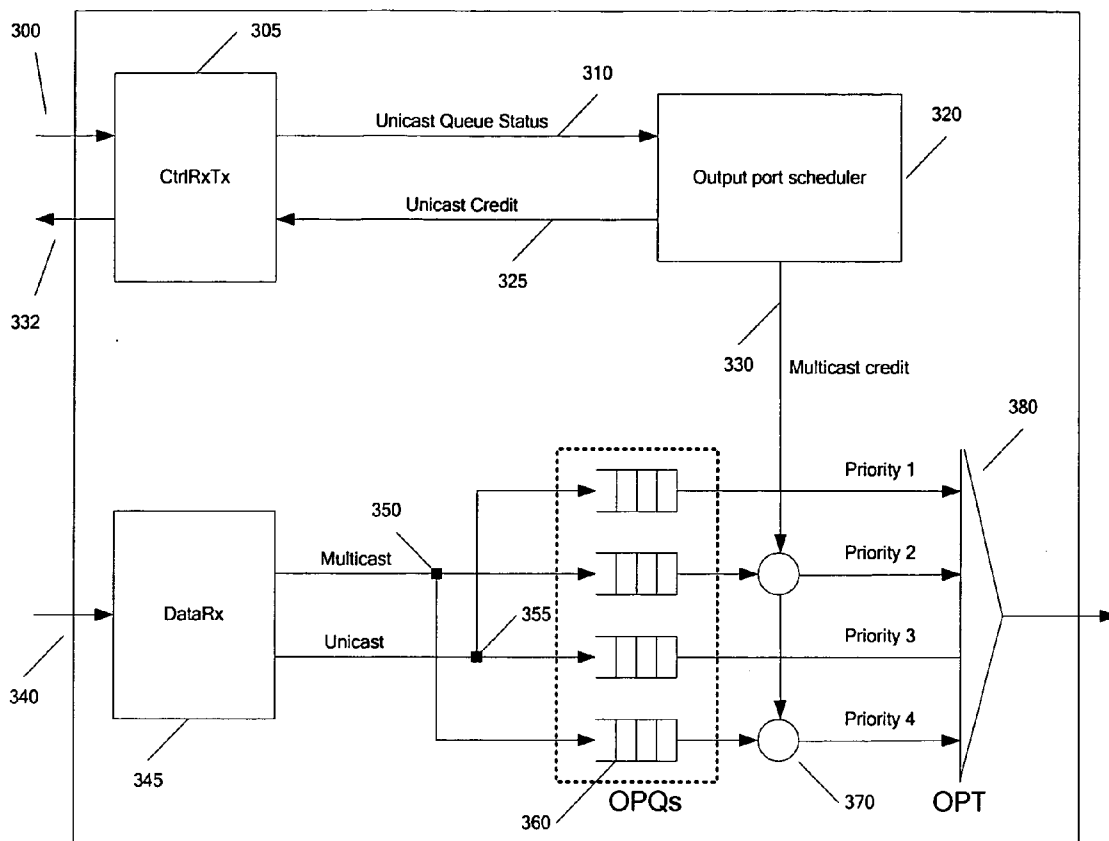 300
305
310
Unicast Queue Status
320
CtrlRxTx
Output port scheduler
Unicast Credit
325
332
330
Multicast credit
380
Priority 1
350
Multicast
Priority 2
DataRx
355
Unicast
Priority 3
340
Priority 4
345
360
OPQs
370
OPT